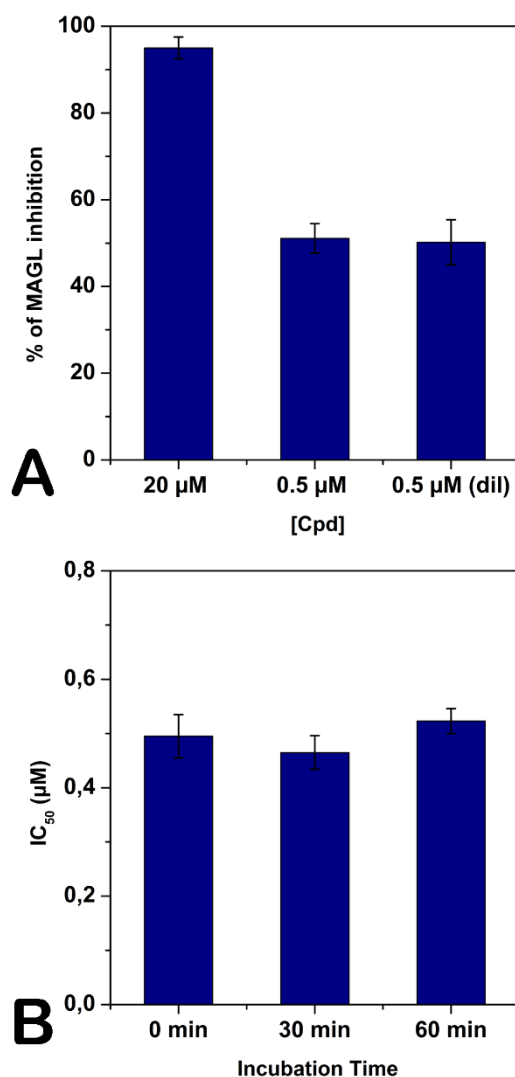 100
80
60
40
20
0
% of MAGL inhibition
20 µM 0.5 µM 0.5 µM (dil)
[Cpd]
A
0,8
0,6
0,4
0,2
0,0
IC50 (µM)
0 min 30 min 60 min
Incubation Time
B